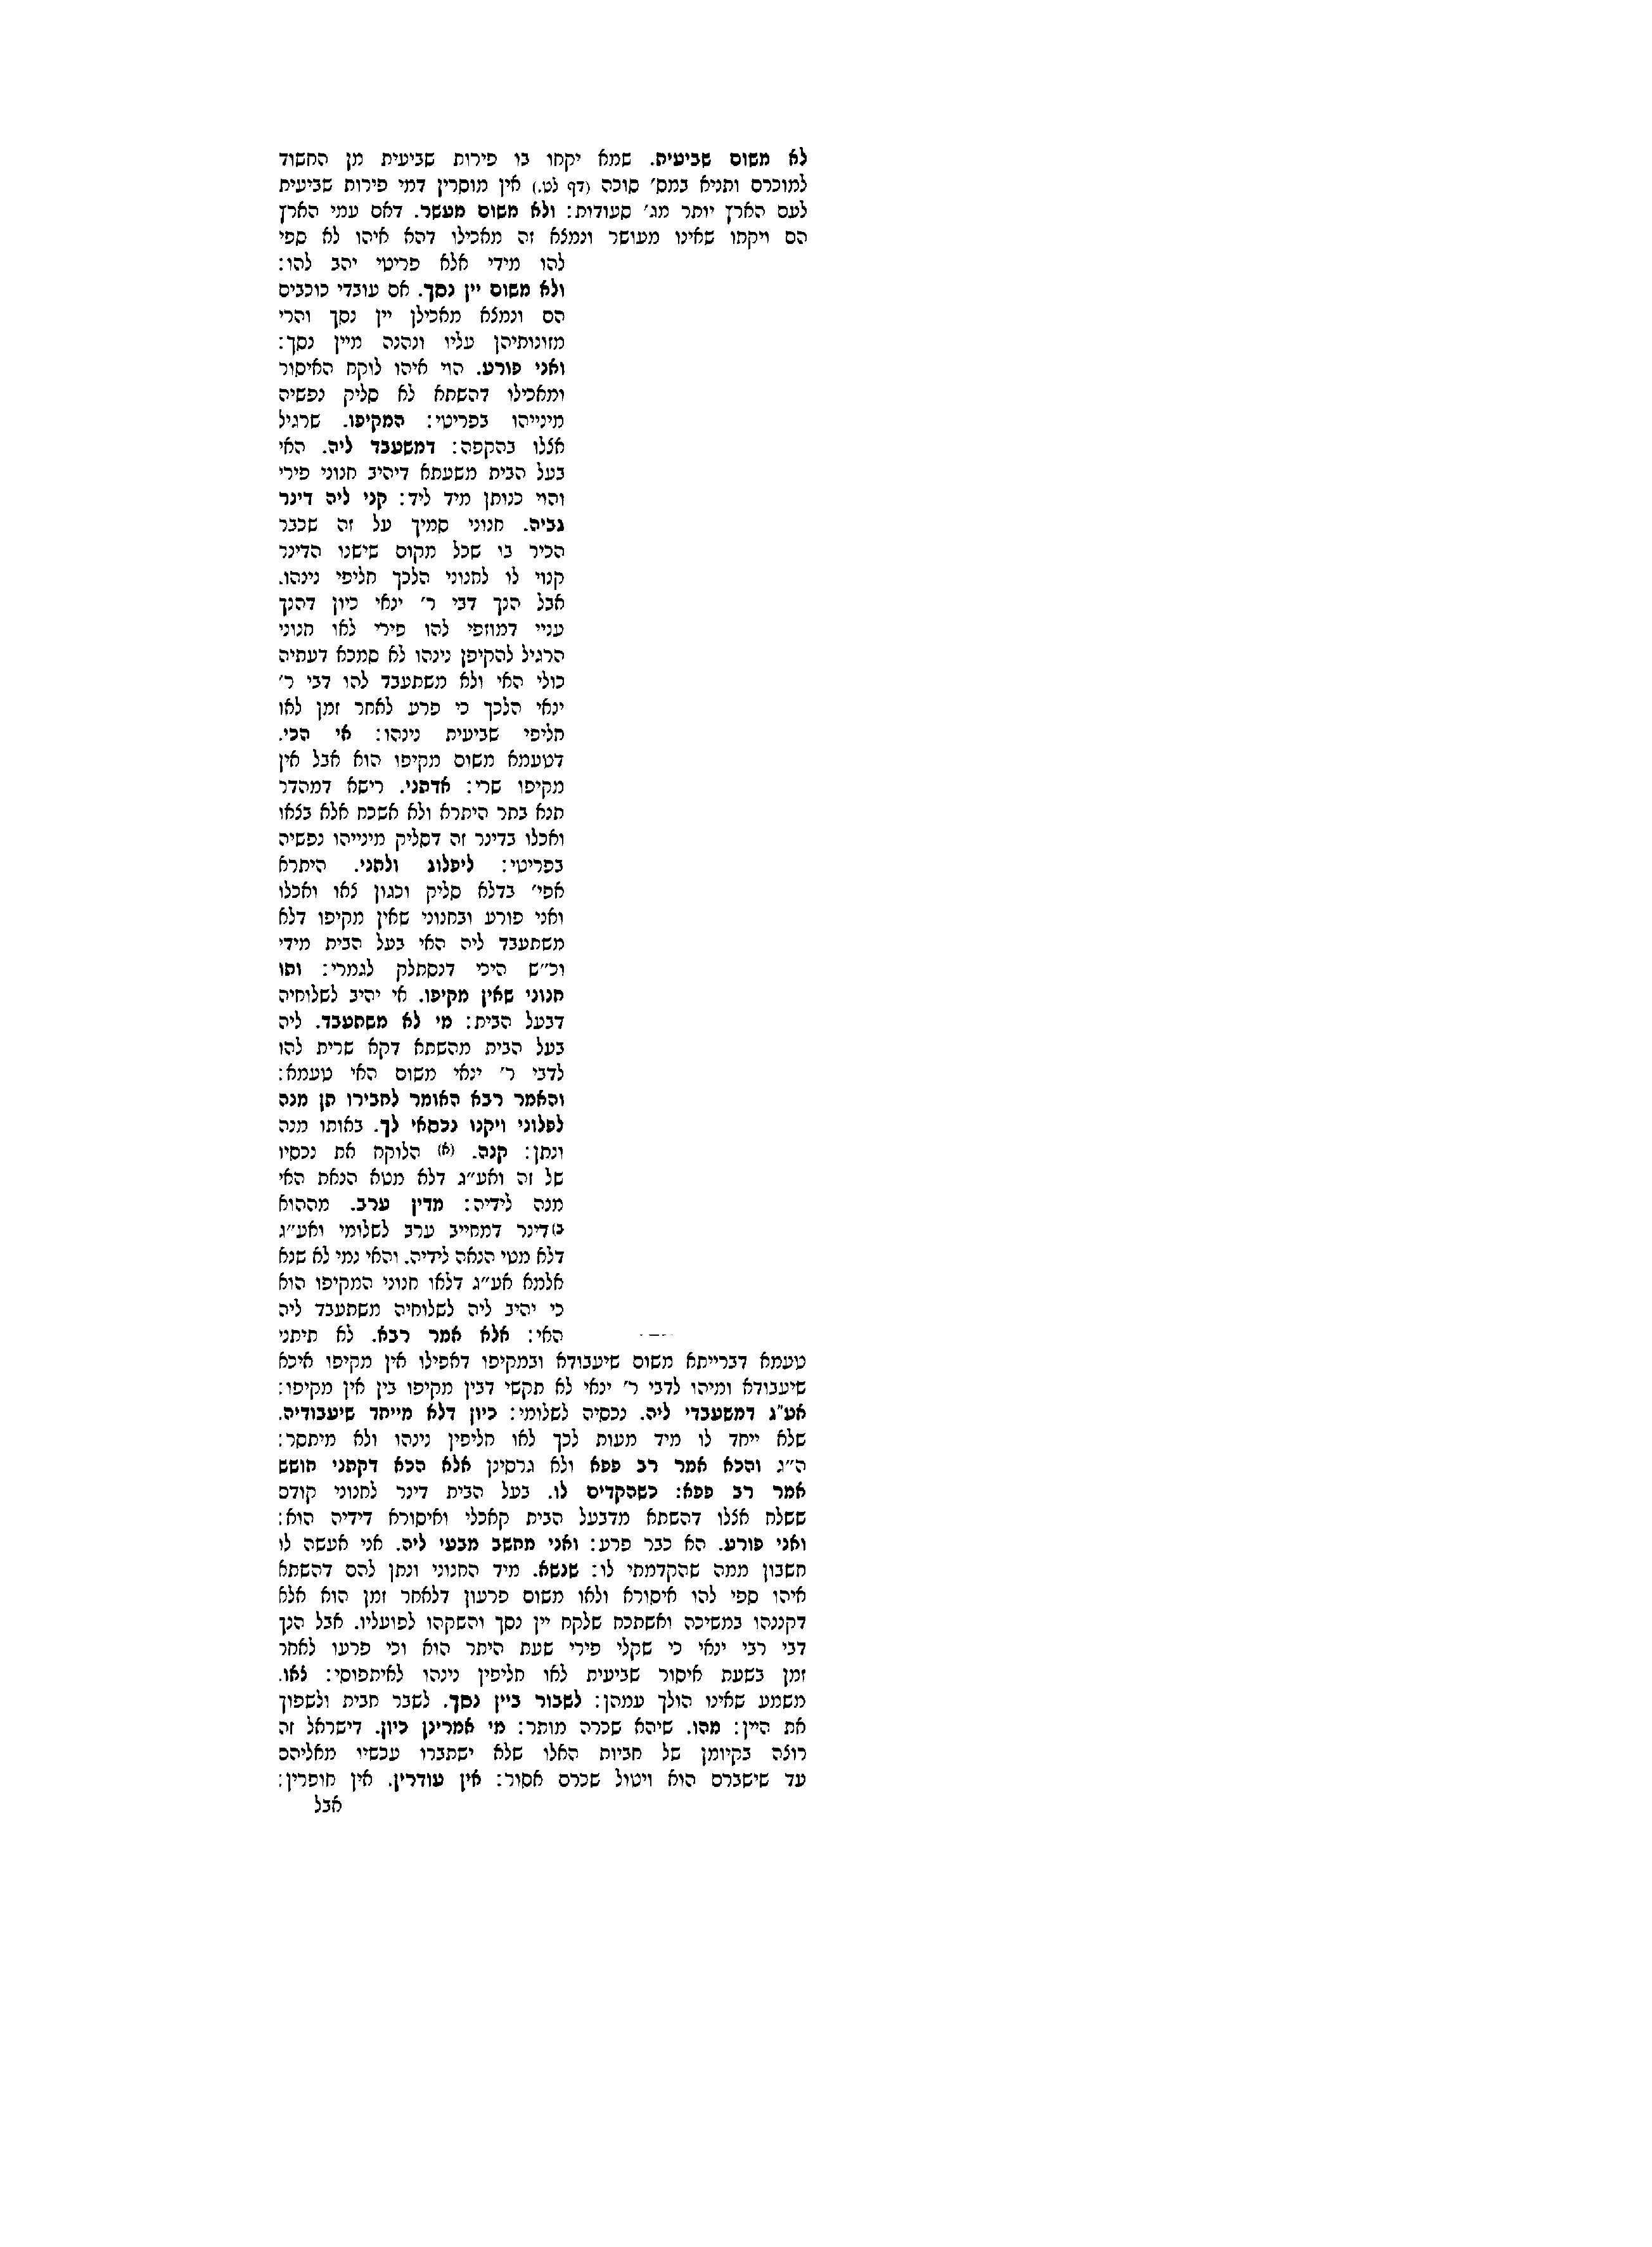 לא משום שביעית. שמא יקחו בו פירות שביעית מן החשוד
למוכרם ותניא במס׳ סוכה (דף לט.) אין מוסרין דמי פירות שביעית
לעם הארץ יותר מג׳ סעודות: ולא משום מעשר. דאם עמי הארץ
הם ויקחו שאינו מעושר ונמצא זה מאכילו דהא איהו לא ספי
להו מידי אלא פריטי יהב להו:
ולא משום יין נסך. אם עובדי כוכבים
הם ונמצא מאכילן יין נסך והרי
מזונותיהן עליו ונהנה מיין נסך:
ואני פורע. הוי איהו לוקח האיסור
ומאכילו דהשתא לא סליק נפשיה
מינייהו בפריטי: המקיפו. שרגיל
אצלו בהקפה: דמשעבד ליה. האי
בעל הבית משעתא דיהיב חנוני פירי
והוי כנותן מיד ליד: קני ליה דינר
גביה. חנוני סמיך על זה שכבר
הכיר בו שכל מקום שישנו הדינר
קנוי לו לחנוני הלכך חליפי נינהו.
אבל הנך דבי ר׳ ינאי כיון דהנך
עניי דמוזפי להו פירי לאו חנוני
הרגיל להקיפן נינהו לא סמכא דעתיה
כולי האי ולא משתעבד להו דבי ר׳
ינאי הלכך כי פרע לאחר זמן לאו
חליפי שביעית נינהו: אי הכי.
דטעמא משום מקיפו הוא אבל אין
מקיפו שרי: אדתני. רישא דמהדר
תנא בתר היתרא ולא אשכח אלא בצאו
ואכלו בדינר זה דסליק מינייהו נפשיה
בפריטי: ליפלוג ולתני. היתרא
אפי׳ בדלא סליק וכגון צאו ואכלו
ואני פורע ובחנוני שאין מקיפו דלא
משתעבד ליה האי בעל הבית מידי
וכ״ש היכי דנסתלק לגמרי: ותו
חנוני שאין מקיפו. אי יהיב לשלוחיה
דבעל הבית: מי לא משתעבד. ליה
בעל הבית מהשתא דקא שרית להו
לדבי ר׳ ינאי משום האי טעמא:
והאמר רבא האומר לחבירו תן מנה
לפלוני ויקנו נכסאי לך. באותו מנה
ונתן: קנה. (א) הלוקח את נכסיו
של זה ואע״ג דלא מטא הנאת האי
מנה לידיה: מדין ערב. מההוא
ב)דינר דמחייב ערב לשלומי ואע״ג
דלא מטי הנאה לידיה. והאי נמי לא שנא
אלמא אע״ג דלאו חנוני המקיפו הוא
כי יהיב ליה לשלוחיה משתעבד ליה
האי: אלא אמר רבא. לא תיתני
טעמא דברייתא משום שיעבודא ובמקיפו דאפילו אין מקיפו איכא
שיעבודא ומיהו לדבי ר׳ ינאי לא תקשי דבין מקיפו בין אין מקיפו:
אע״ג דמשעבדי ליה. נכסיה לשלומי: כיון דלא מייחד שיעבודיה.
שלא ייחד לו מיד מעות לכך לאו חליפין נינהו ולא מיתסר:
ה״ג והכא אמר רב פפא ולא גרסינן אלא הכא דקתני חושש
אמר רב פפא: כשהקדים לו. בעל הבית דינר לחנוני קודם
ששלח אצלו דהשתא מדבעל הבית קאכלי ואיסורא דידיה הוא:
ואני פורע. הא כבר פרע: ואני מחשב מבעי ליה. אני אעשה לו
חשבון ממה שהקדמתי לו: שנשא. מיד החנוני ונתן להם דהשתא
איהו ספי להו איסורא ולאו משום פרעון דלאחר זמן הוא אלא
דקננהו במשיכה ואשתכח שלקח יין נסך והשקהו לפועליו. אבל הנך
דבי רבי ינאי כי שקלי פירי שעת היתר הוא וכי פרעו לאחר
זמן בשעת איסור שביעית לאו חליפין נינהו לאיתפוסי: צאו.
משמע שאינו הולך עמהן: לשבור ביין נסך. לשבר חבית ולשפוך
את היין: מהו. שיהא שכרה מותר: מי אמרינן כיון. דישראל זה
רוצה בקיומן של חביות האלו שלא ישתברו עכשיו מאליהם
עד שישברם הוא ויטול שכרם אסור: אין עודרין. אין חופרין:
אבל